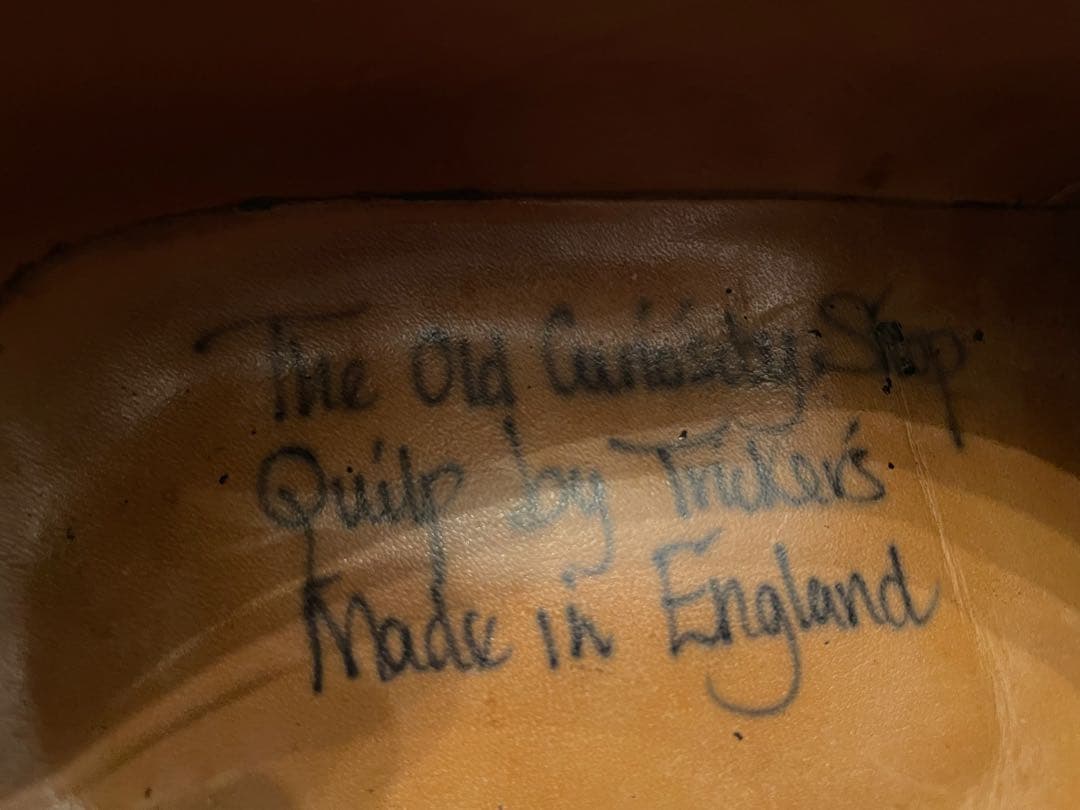 The Old Curiosity Shop
Quilp by Tricker's
Made in England